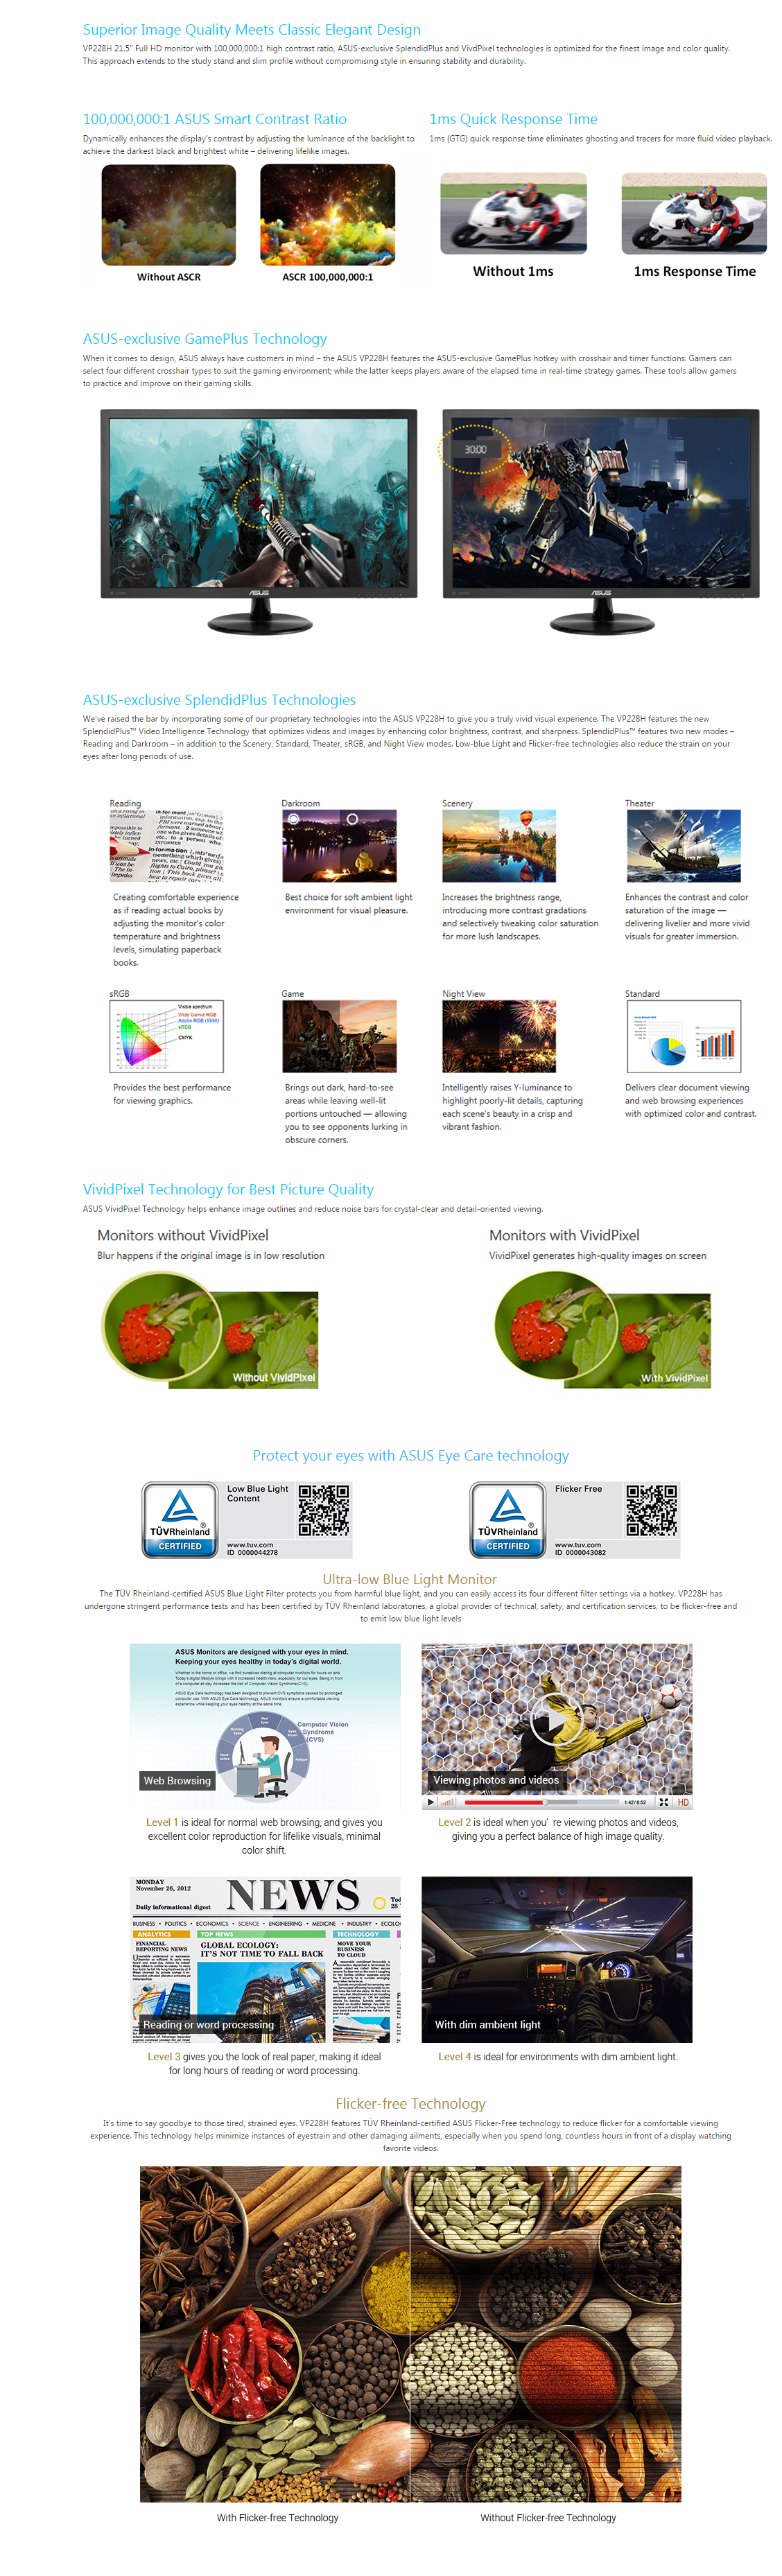 Superior Image Quality Meets Classic Elegant Design
VP228H 21.5" Full HD monitor with 100,000,000:1 high contrast ratio, ASUS-exclusive SplendidPlus and VivdPixel technologies is optimized for the finest image and color quality.
This approach extends to the study stand and slim profile without compromising style in ensuring stability and durability.
100,000,000:1 ASUS Smart Contrast Ratio
Dynamically enhances the display's contrast by adjusting the luminance of the backlight to
achieve the darkest black and brightest white – delivering lifelike images.
Without ASCR
ASCR 100,000,000:1
1ms Quick Response Time
1ms (GTG) quick response time eliminates ghosting and tracers for more fluid video playback.
Without 1ms
1ms Response Time
ASUS-exclusive GamePlus Technology
When it comes to design, ASUS always have customers in mind – the ASUS VP228H features the ASUS-exclusive GamePlus hotkey with crosshair and timer functions. Gamers can
select four different crosshair types to suit the gaming environment; while the latter keeps players aware of the elapsed time in real-time strategy games. These tools allow gamers
to practice and improve on their gaming skills.
30:00
ASUS
ASUS
ASUS-exclusive SplendidPlus Technologies
We've raised the bar by incorporating some of our proprietary technologies into the ASUS VP228H to give you a truly vivid visual experience. The VP228H features the new
SplendidPlus™ Video Intelligence Technology that optimizes videos and images by enhancing color brightness, contrast, and sharpness. SplendidPlus™ features two new modes –
Reading and Darkroom – in addition to the Scenery, Standard, Theater, sRGB, and Night View modes. Low-blue Light and Flicker-free technologies also reduce the strain on your
eyes after long periods of use.
Reading
Creating comfortable experience
as if reading actual books by
adjusting the monitor's color
temperature and brightness
levels, simulating paperback
books.
Darkroom
Best choice for soft ambient light
environment for visual pleasure.
Scenery
Increases the brightness range,
introducing more contrast gradations
and selectively tweaking color saturation
for more lush landscapes.
Theater
Enhances the contrast and color
saturation of the image —
delivering livelier and more vivid
visuals for greater immersion.
sRGB
Visible spectrum
Wide Gamut RGB
Adobe RGB (1998)
sRGB
CMYK
Provides the best performance
for viewing graphics.
Game
Brings out dark, hard-to-see
areas while leaving well-lit
portions untouched — allowing
you to see opponents lurking in
obscure corners.
Night View
Intelligently raises Y-luminance to
highlight poorly-lit details, capturing
each scene's beauty in a crisp and
vibrant fashion.
Standard
Delivers clear document viewing
and web browsing experiences
with optimized color and contrast.
VividPixel Technology for Best Picture Quality
ASUS VividPixel Technology helps enhance image outlines and reduce noise bars for crystal-clear and detail-oriented viewing.
Monitors without VividPixel
Blur happens if the original image is in low resolution
Without VividPixel
Monitors with VividPixel
VividPixel generates high-quality images on screen
With VividPixel
Protect your eyes with ASUS Eye Care technology
TÜVRheinland
CERTIFIED
Low Blue Light
Content
www.tuv.com
ID 0000044278
TÜVRheinland
CERTIFIED
Flicker Free
www.tuv.com
ID 0000043082
Ultra-low Blue Light Monitor
The TÜV Rheinland-certified ASUS Blue Light Filter protects you from harmful blue light, and you can easily access its four different filter settings via a hotkey. VP228H has
undergone stringent performance tests and has been certified by TÜV Rheinland laboratories, a global provider of technical, safety, and certification services, to be flicker-free and
to emit low blue light levels
ASUS Monitors are designed with your eyes in mind.
Keeping your eyes healthy in today's digital world.
Computer Vision
Syndrome
(CVS)
Web Browsing
Level 1 is ideal for normal web browsing, and gives you
excellent color reproduction for lifelike visuals, minimal
color shift.
Viewing photos and videos
1:42/8:52
HD
Level 2 is ideal when you' re viewing photos and videos,
giving you a perfect balance of high image quality.
MONDAY
November 26, 2012
Daily informational digest
NEWS
BUSINESS • POLITICS • ECONOMICS • SCIENCE • ENGINEERING • MEDICINE • INDUSTRY • ECOLO
ANALYTICS
TOP NEWS
TECHNOLOGY
FINANCIAL
REPORTING NEWS
GLOBAL ECOLOGY:
IT'S NOT TIME TO FALL BACK
MOVE YOUR
BUSINESS
TO CLOUD
Reading or word processing
Level 3 gives you the look of real paper, making it ideal
for long hours of reading or word processing.
With dim ambient light
Level 4 is ideal for environments with dim ambient light.
Flicker-free Technology
It's time to say goodbye to those tired, strained eyes. VP228H features TÜV Rheinland-certified ASUS Flicker-Free technology to reduce flicker for a comfortable viewing
experience. This technology helps minimize instances of eyestrain and other damaging ailments, especially when you spend long, countless hours in front of a display watching
favorite videos.
With Flicker-free Technology
Without Flicker-free Technology